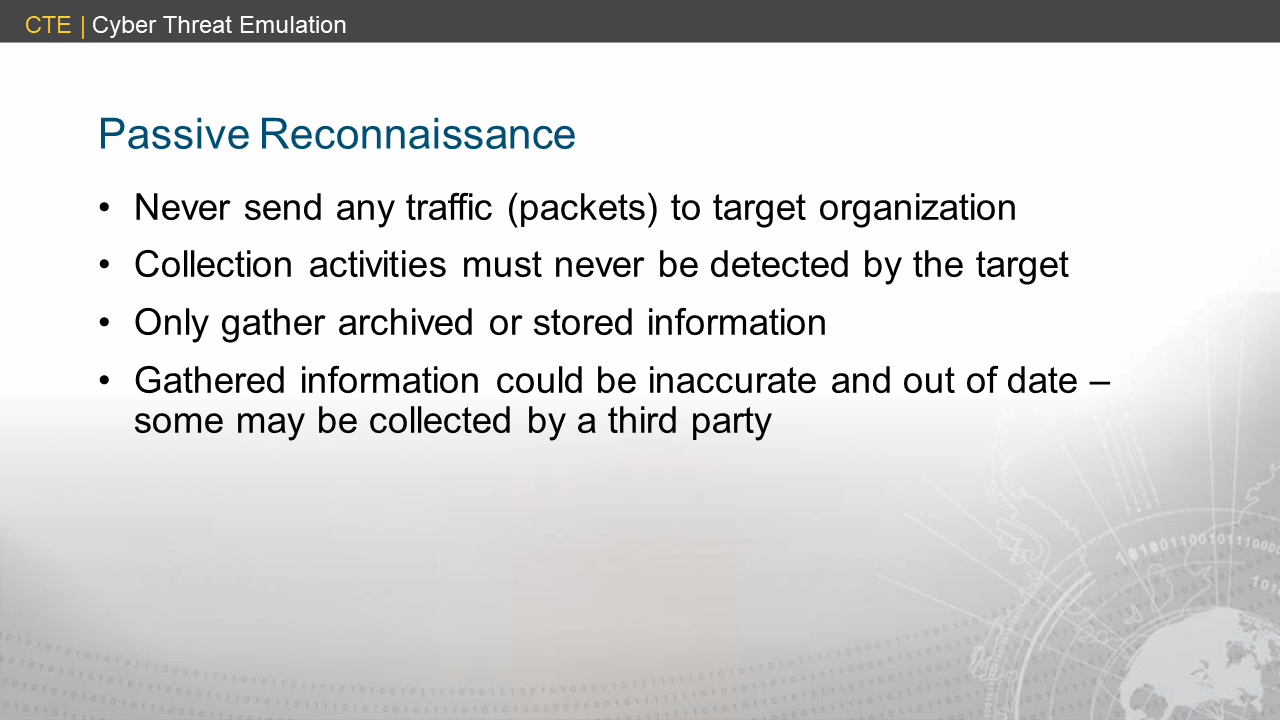 CTE | Cyber Threat Emulation
Passive Reconnaissance
• Never send any traffic (packets) to target organization
• Collection activities must never be detected by the target
• Only gather archived or stored information
• Gathered information could be inaccurate and out of date –
some may be collected by a third party